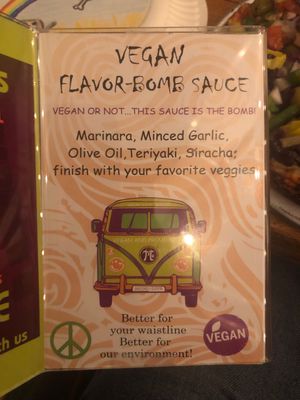 VEGAN
FLAVOR-BOMB SAUCE
VEGAN OR NOT...THIS SAUCE IS THE BOMB!
Marinara, Minced Garlic,
Olive Oil,Teriyaki, Siracha;
finish with your favorite veggies
Better for
your waistline
Better for
our environment!
VEGAN
S
E
h us